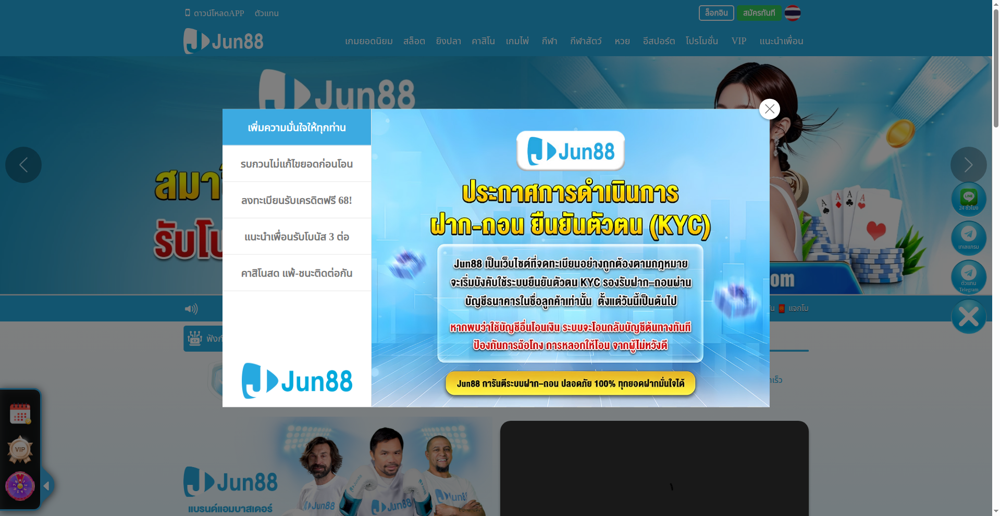 ดาวน์โหลดAPP ตัวแทน
ล็อกอิน สมัครทันที
Jun88
เกมยอดนิยม สล็อต ยิงปลา คาสิโน เกมไพ่ กีฬา กีฬาสัตว์ หวย อีสปอร์ต โปรโมชั่น VIP แนะนำเพื่อน
Jun88
เพิ่มความมั่นใจให้ทุกท่าน
รบกวนไม่แก้ไขยอดก่อนโอน
ลงทะเบียนรับเครดิตฟรี 68!
แนะนำเพื่อนรับโบนัส 3 ต่อ
คาสิโนสด แพ้-ชนะติดต่อกัน
Jun88
Jun88
ประกาศการดำเนินการ
ฝาก-ถอน ยืนยันตัวตน (KYC)
Jun88 เป็นเว็บไซต์ที่จดทะเบียนอย่างถูกต้องตามกฎหมาย
จะเริ่มบังคับใช้ระบบยืนยันตัวตน KYC รองรับฝาก-ถอนผ่าน
บัญชีธนาคารในชื่อลูกค้าเท่านั้น ตั้งแต่วันนี้เป็นต้นไป
หากพบว่าใช้บัญชีอื่นโอนเงิน ระบบจะโอนกลับบัญชีต้นทางทันที
ป้องกันการฉ้อโกง การหลอกให้โอน จากผู้ไม่หวังดี
Jun88 การันตีระบบฝาก-ถอน ปลอดภัย 100% ทุกยอดฝากมั่นใจได้
LINE
24 ชั่วโมง
เทเลแกรม
ตัวแทน
Telegram
แจกโบ
VIP
Jun88
แบรนด์แอมบาสเดอร์
Jun88
Jun88
Jun88